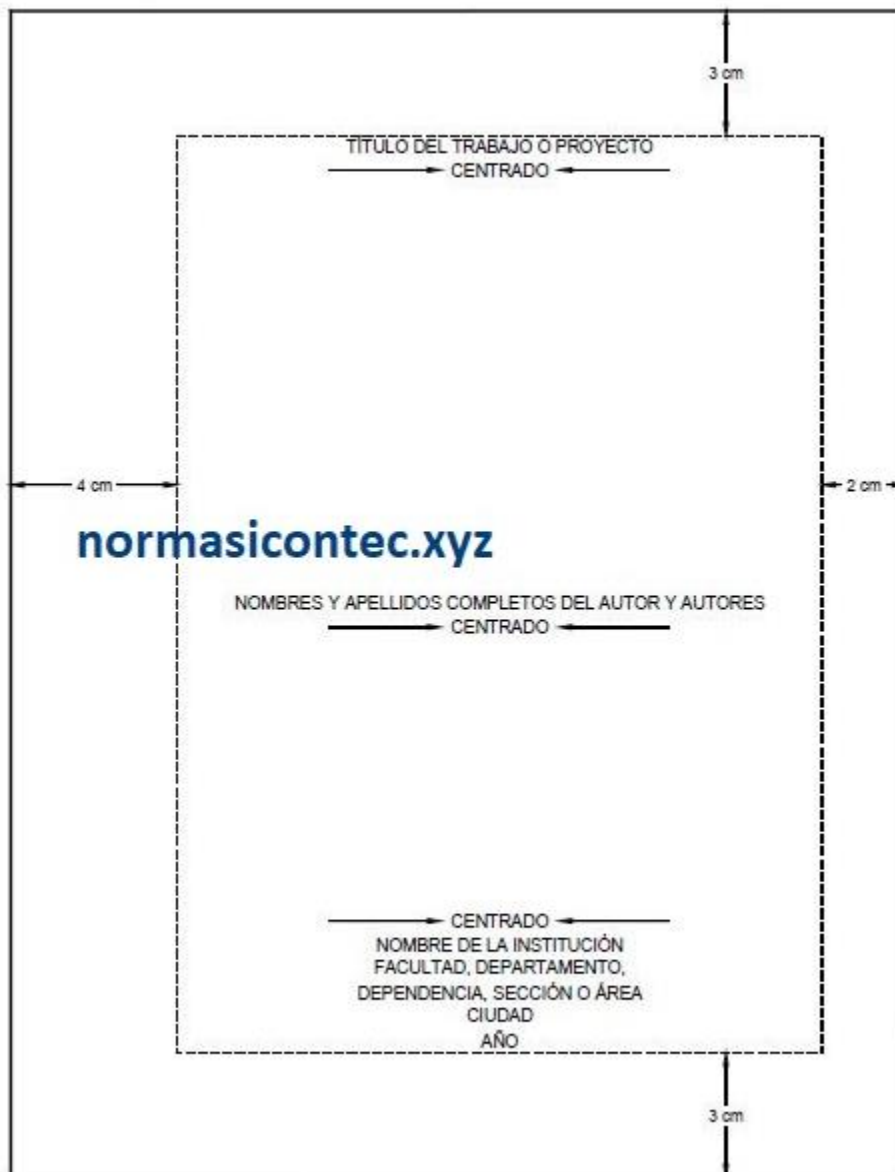 3 cm
TÍTULO DEL TRABAJO O PROYECTO
CENTRADO
4 cm
2 cm
normasicontec.xyz
NOMBRES Y APELLIDOS COMPLETOS DEL AUTOR Y AUTORES
CENTRADO
CENTRADO
NOMBRE DE LA INSTITUCIÓN
FACULTAD, DEPARTAMENTO,
DEPENDENCIA, SECCIÓN O ÁREA
CIUDAD
AÑO
3 cm